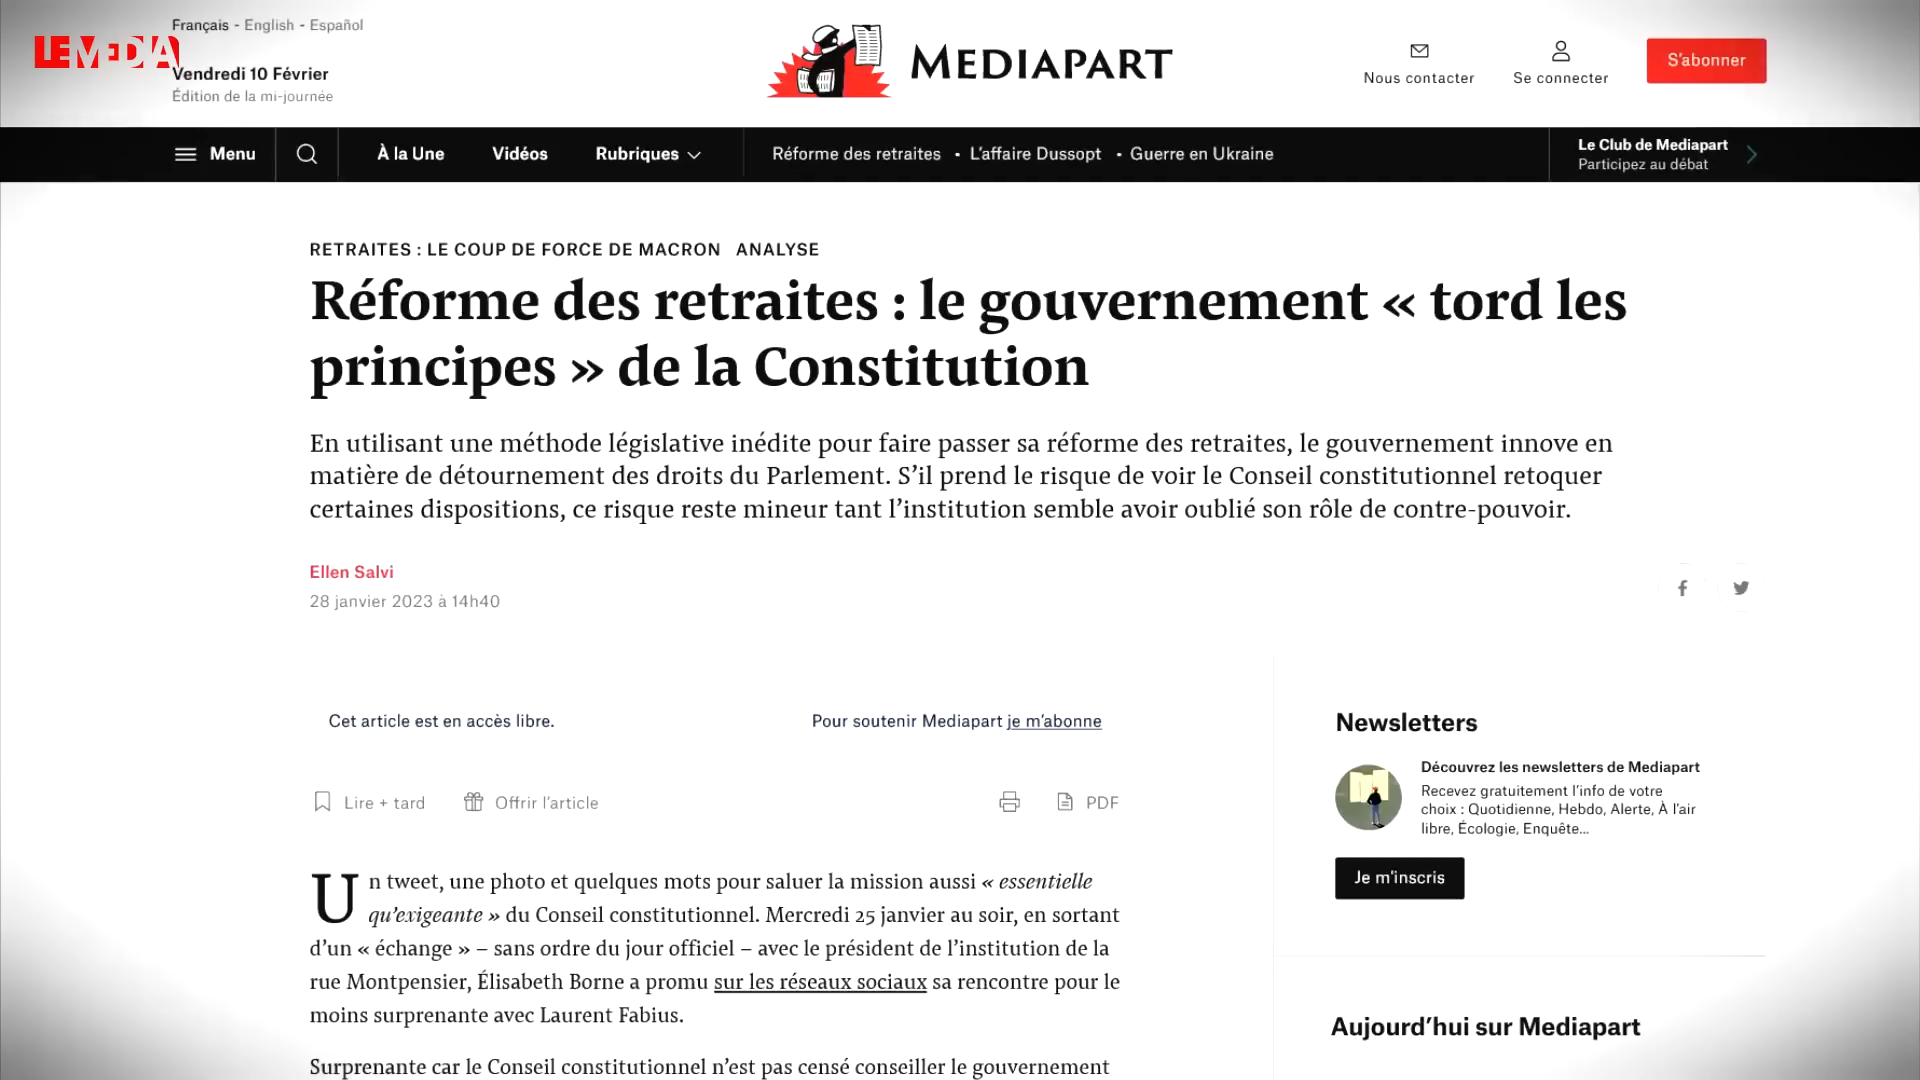 Français - English - Español
LEMEDIA
Vendredi 10 Février
Édition de la mi-journée
MEDIAPART
Nous contacter
Se connecter
S'abonner
Menu
À la Une
Vidéos
Rubriques
Réforme des retraites • L'affaire Dussopt • Guerre en Ukraine
Le Club de Mediapart
Participez au débat
RETRAITES : LE COUP DE FORCE DE MACRON ANALYSE
Réforme des retraites : le gouvernement « tord les
principes » de la Constitution
En utilisant une méthode législative inédite pour faire passer sa réforme des retraites, le gouvernement innove en
matière de détournement des droits du Parlement. S’il prend le risque de voir le Conseil constitutionnel retoquer
certaines dispositions, ce risque reste mineur tant l’institution semble avoir oublié son rôle de contre-pouvoir.
Ellen Salvi
28 janvier 2023 à 14h40
Cet article est en accès libre.
Pour soutenir Mediapart je m’abonne
Lire + tard
Offrir l’article
PDF
Un tweet, une photo et quelques mots pour saluer la mission aussi « essentielle
qu’exigeante » du Conseil constitutionnel. Mercredi 25 janvier au soir, en sortant
d’un « échange » – sans ordre du jour officiel – avec le président de l’institution de la
rue Montpensier, Élisabeth Borne a promu sur les réseaux sociaux sa rencontre pour le
moins surprenante avec Laurent Fabius.
Surprenante car le Conseil constitutionnel n’est pas censé conseiller le gouvernement
Newsletters
Découvrez les newsletters de Mediapart
Recevez gratuitement l’info de votre
choix : Quotidienne, Hebdo, Alerte, À l’air
libre, Écologie, Enquête...
Je m’inscris
Aujourd’hui sur Mediapart